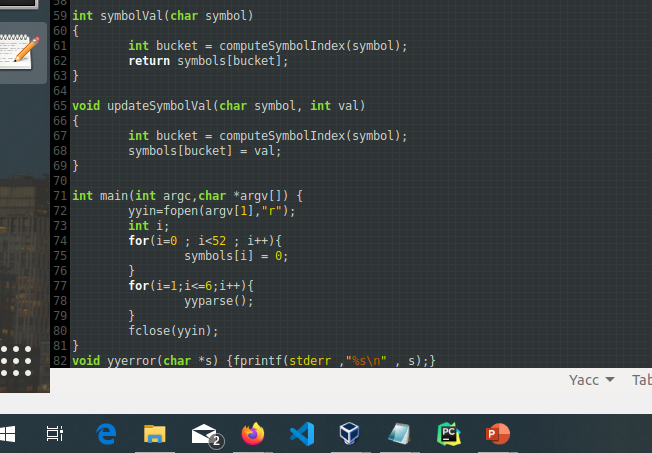 58
59 int symbolVal(char symbol)
60 {
61 int bucket = computeSymbolIndex(symbol);
62 return symbols[bucket];
63 }
64
65 void updateSymbolVal(char symbol, int val)
66 {
67 int bucket = computeSymbolIndex(symbol);
68 symbols[bucket] = val;
69 }
70
71 int main(int argc,char *argv[]) {
72 yyin=fopen(argv[1],"r");
73 int i;
74 for(i=0 ; i<52 ; i++){
75 symbols[i] = 0;
76 }
77 for(i=1;i<=6;i++){
78 yyparse();
79 }
80 fclose(yyin);
81 }
82 void yyerror(char *s) {fprintf(stderr ,"%s\n" , s);}
Yacc Tab
2
PC
P